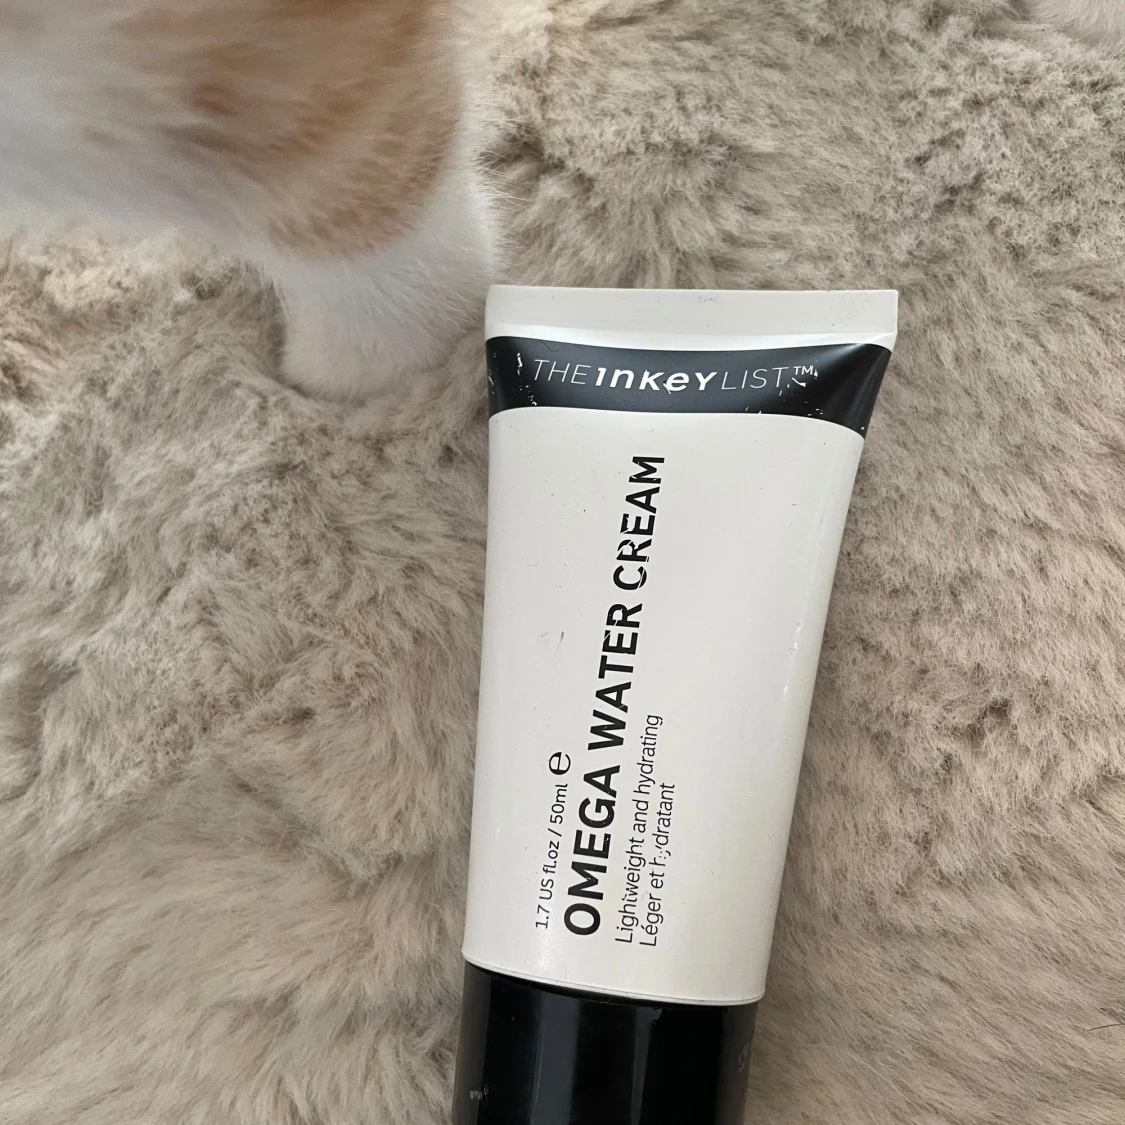 THE INKEY LIST™
1.7 US fl.oz / 50ml ℮
OMEGA WATER CREAM
Lightweight and hydrating
Léger et hydratant